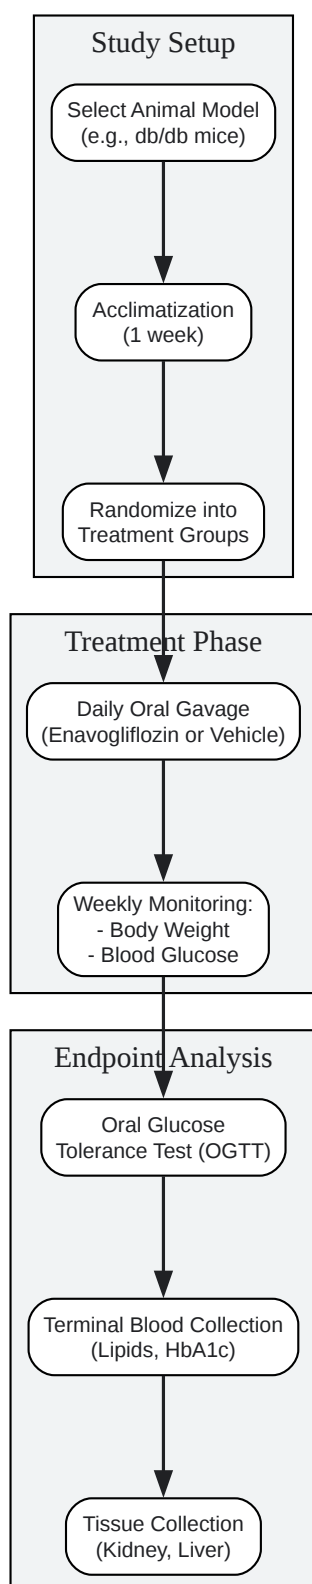 Study Setup
Select Animal Model
(e.g., db/db mice)
Acclimatization
(1 week)
Randomize into
Treatment Groups
Treatment Phase
Daily Oral Gavage
(Enavogliflozin or Vehicle)
Weekly Monitoring:
- Body Weight
- Blood Glucose
Endpoint Analysis
Oral Glucose
Tolerance Test (OGTT)
Terminal Blood Collection
(Lipids, HbA1c)
Tissue Collection
(Kidney, Liver)